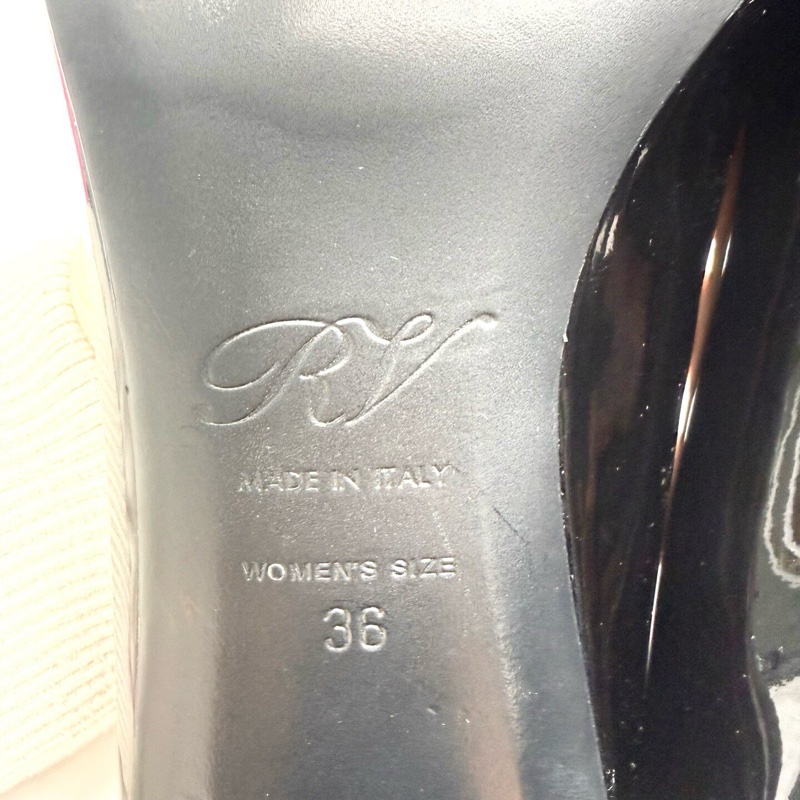 RV
MADE IN ITALY
WOMEN'S SIZE
36